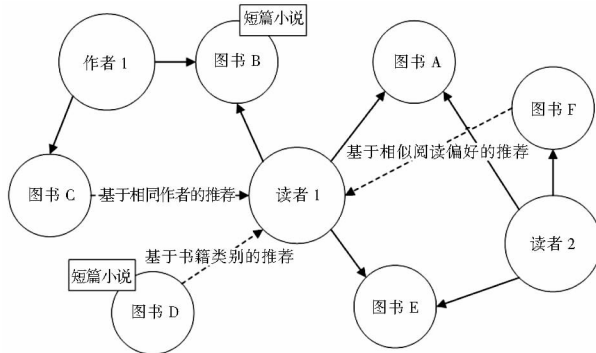 短篇小说
作者 1
图书 B
图书 A
图书 F
基于相似阅读偏好的推荐
图书 C
基于相同作者的推荐
读者 1
读者 2
基于书籍类别的推荐
短篇小说
图书 D
图书 E